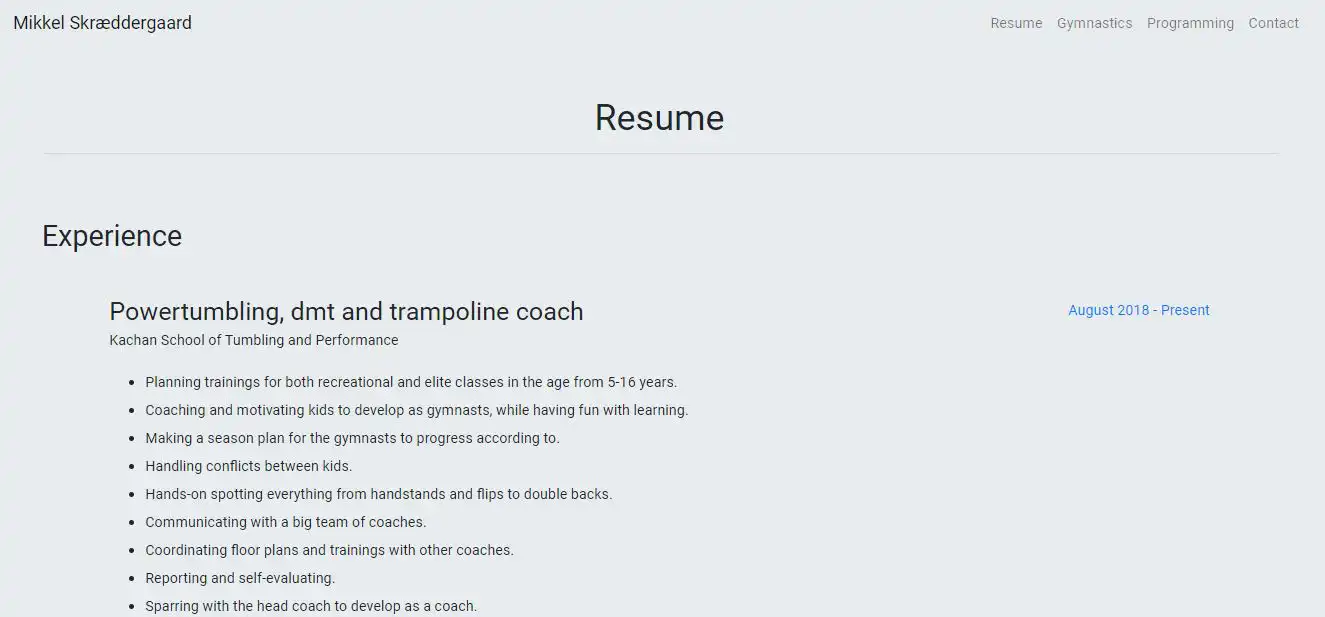 Mikkel Skræddergaard
Resume Gymnastics Programming Contact
Resume
Experience
Powertumbling, dmt and trampoline coach
August 2018 - Present
Kachan School of Tumbling and Performance
• Planning trainings for both recreational and elite classes in the age from 5-16 years.
• Coaching and motivating kids to develop as gymnasts, while having fun with learning.
• Making a season plan for the gymnasts to progress according to.
• Handling conflicts between kids.
• Hands-on spotting everything from handstands and flips to double backs.
• Communicating with a big team of coaches.
• Coordinating floor plans and trainings with other coaches.
• Reporting and self-evaluating.
• Sparring with the head coach to develop as a coach.